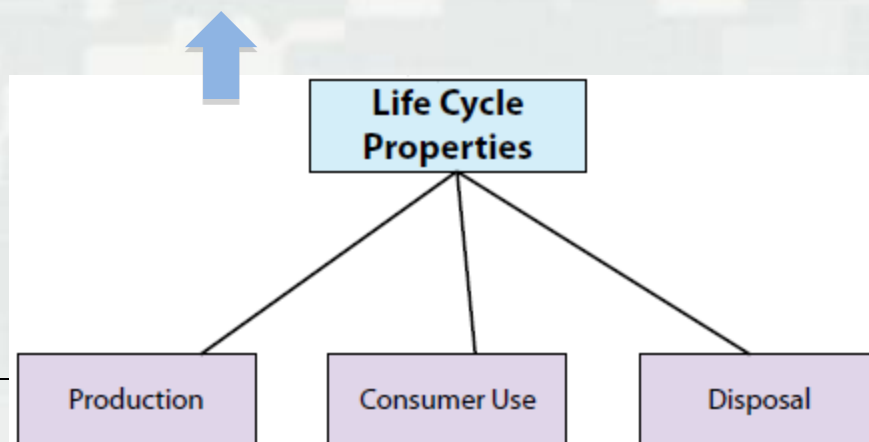 Life Cycle
Properties
Production
Consumer Use
Disposal